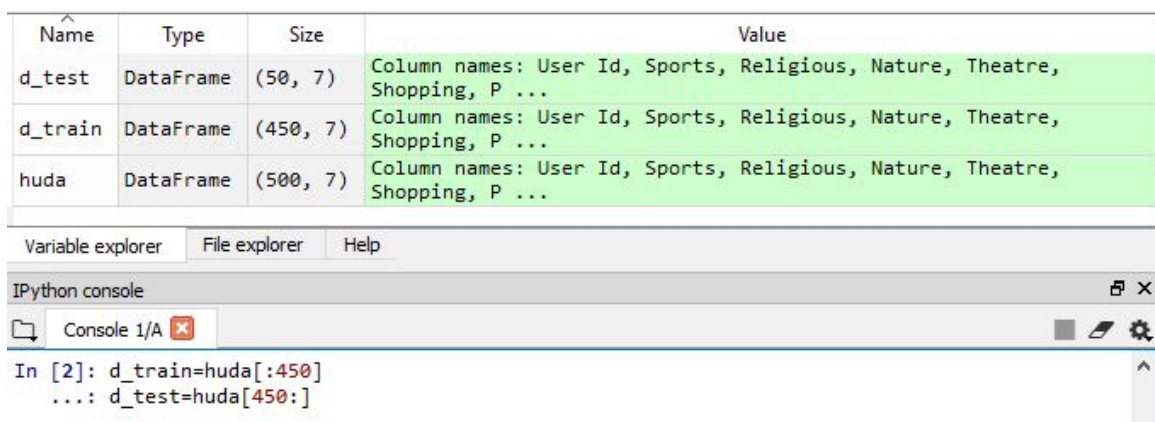 Name Type Size Value
d_test DataFrame (50, 7) Column names: User Id, Sports, Religious, Nature, Theatre,
Shopping, P ...
d_train DataFrame (450, 7) Column names: User Id, Sports, Religious, Nature, Theatre,
Shopping, P ...
huda DataFrame (500, 7) Column names: User Id, Sports, Religious, Nature, Theatre,
Shopping, P ...
Variable explorer File explorer Help
IPython console
Console 1/A
In [2]: d_train=huda[:450]
...: d_test=huda[450:]